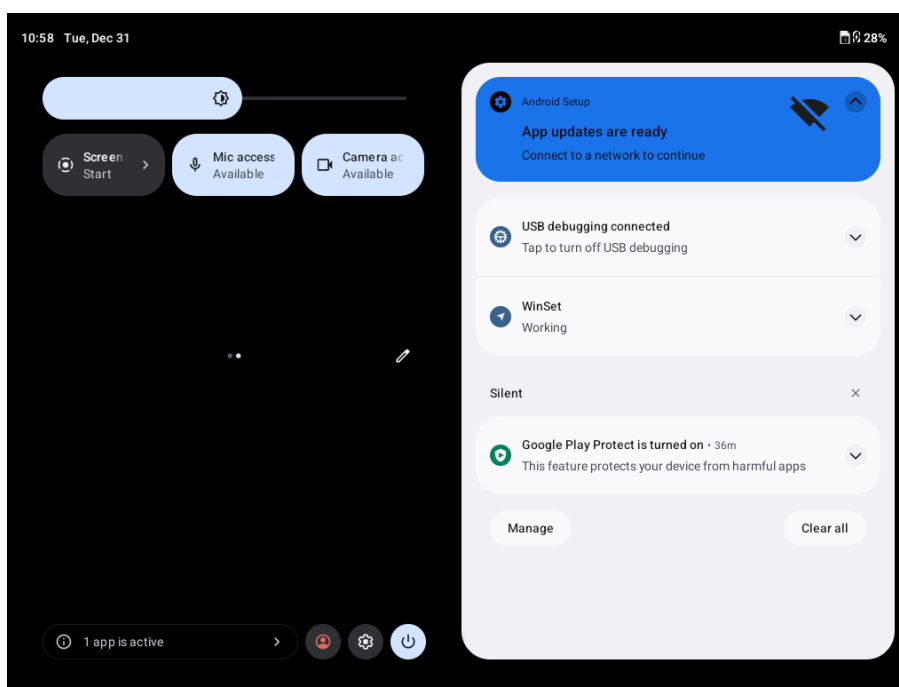 10:58 Tue, Dec 31
28%
Screen
Start
Mic access
Available
Camera ac
Available
1 app is active
Android Setup
App updates are ready
Connect to a network to continue
USB debugging connected
Tap to turn off USB debugging
WinSet
Working
Silent
Google Play Protect is turned on • 36m
This feature protects your device from harmful apps
Manage
Clear all